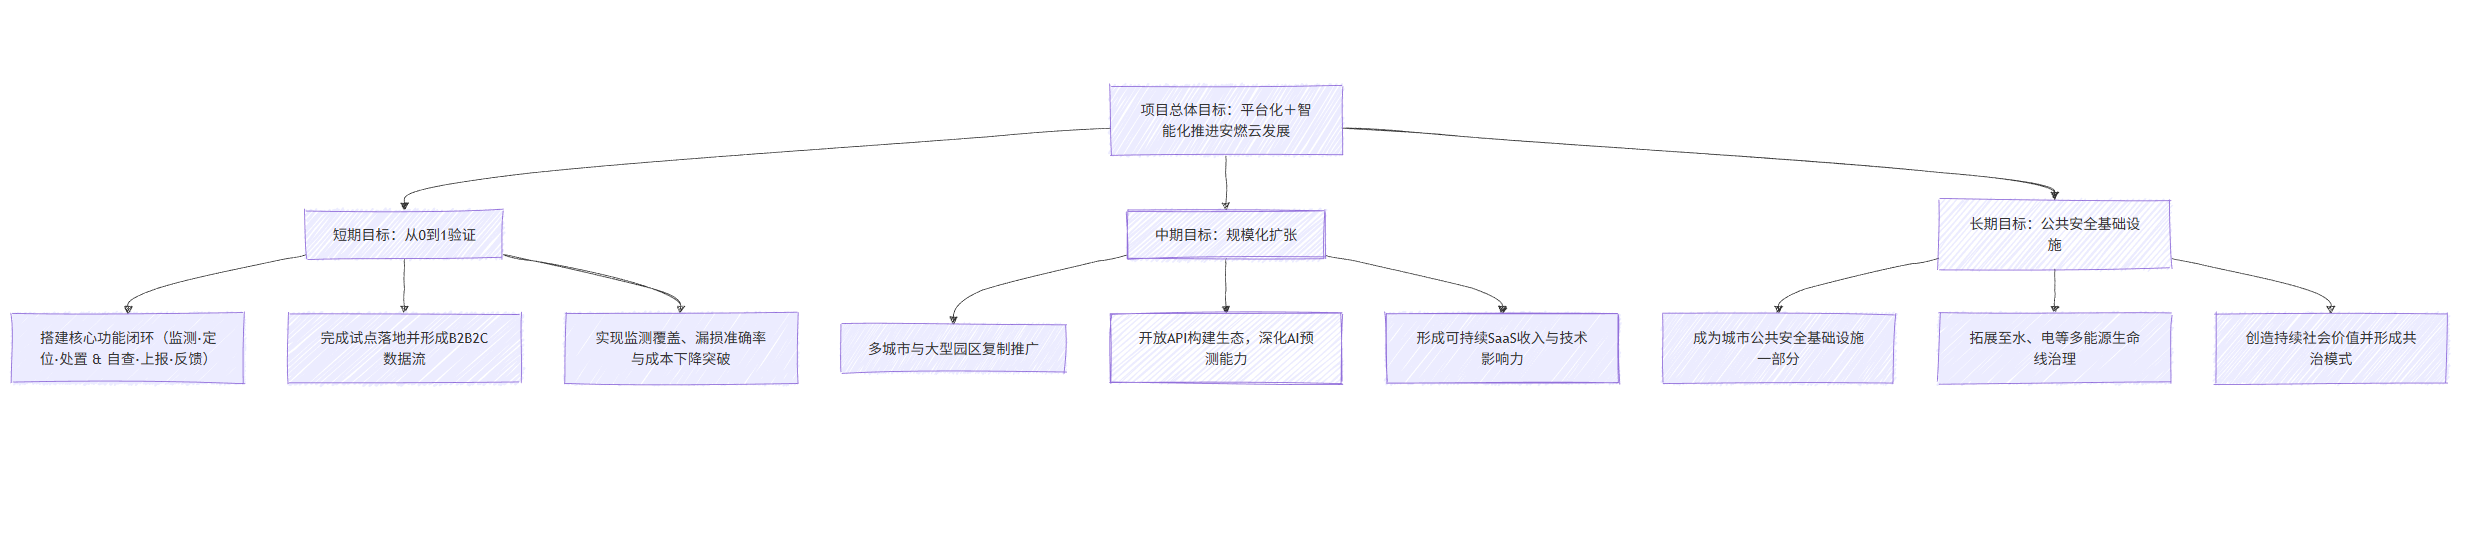 项目总体目标：平台化＋智
能化推进安燃云发展
短期目标：从0到1验证
中期目标：规模化扩张
长期目标：公共安全基础设
施
搭建核心功能闭环（监测·定
位·处置 & 自查·上报·反馈）
完成试点落地并形成B2B2C
数据流
实现监测覆盖、漏损准确率
与成本下降突破
多城市与大型园区复制推广
开放API构建生态，深化AI预
测能力
形成可持续SaaS收入与技术
影响力
成为城市公共安全基础设施
一部分
拓展至水、电等多能源生命
线治理
创造持续社会价值并形成共
治模式